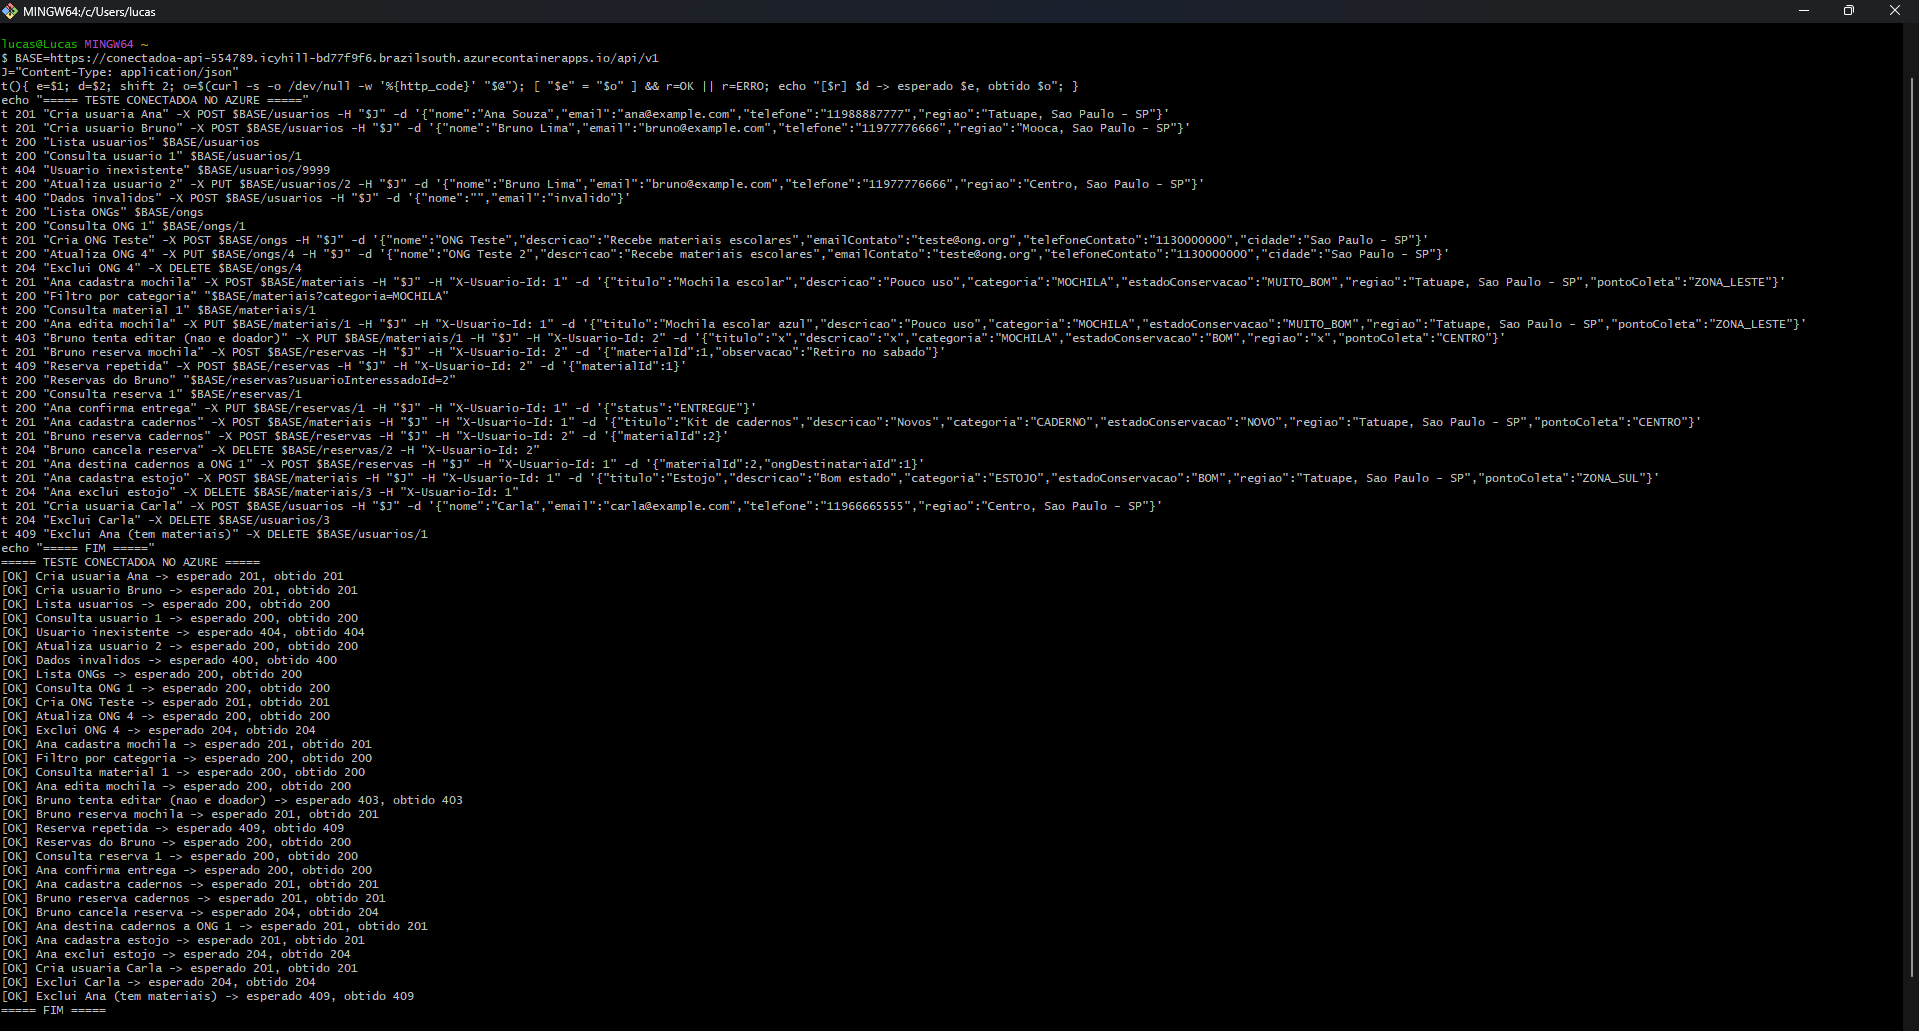 MINGW64:/c/Users/lucas
lucas@Lucas MINGW64 ~
$ BASE=https://conectadoa-api-554789.icyhill-bd77f9f6.brazilsouth.azurecontainerapps.io/api/v1
J="Content-Type: application/json"
t(){ e=$1; d=$2; shift 2; o=$(curl -s -o /dev/null -w '%{http_code}' "$@"); [ "$e" = "$o" ] && r=OK || r=ERRO; echo "[$r] $d -> esperado $e, obtido $o"; }
echo "===== TESTE CONECTADOA NO AZURE ====="
t 201 "Cria usuaria Ana" -X POST $BASE/usuarios -H "$J" -d '{"nome":"Ana Souza","email":"ana@example.com","telefone":"11988887777","regiao":"Tatuape, Sao Paulo - SP"}'
t 201 "Cria usuario Bruno" -X POST $BASE/usuarios -H "$J" -d '{"nome":"Bruno Lima","email":"bruno@example.com","telefone":"11977776666","regiao":"Mooca, Sao Paulo - SP"}'
t 200 "Lista usuarios" $BASE/usuarios
t 200 "Consulta usuario 1" $BASE/usuarios/1
t 404 "Usuario inexistente" $BASE/usuarios/9999
t 200 "Atualiza usuario 2" -X PUT $BASE/usuarios/2 -H "$J" -d '{"nome":"Bruno Lima","email":"bruno@example.com","telefone":"11977776666","regiao":"Centro, Sao Paulo - SP"}'
t 400 "Dados invalidos" -X POST $BASE/usuarios -H "$J" -d '{"nome":"","email":"invalido"}'
t 200 "Lista ONGs" $BASE/ongs
t 200 "Consulta ONG 1" $BASE/ongs/1
t 201 "Cria ONG Teste" -X POST $BASE/ongs -H "$J" -d '{"nome":"ONG Teste","descricao":"Recebe materiais escolares","emailContato":"teste@ong.org","telefoneContato":"1130000000","cidade":"Sao Paulo - SP"}'
t 200 "Atualiza ONG 4" -X PUT $BASE/ongs/4 -H "$J" -d '{"nome":"ONG Teste 2","descricao":"Recebe materiais escolares","emailContato":"teste@ong.org","telefoneContato":"1130000000","cidade":"Sao Paulo - SP"}'
t 204 "Exclui ONG 4" -X DELETE $BASE/ongs/4
t 201 "Ana cadastra mochila" -X POST $BASE/materiais -H "$J" -H "X-Usuario-Id: 1" -d '{"titulo":"Mochila escolar","descricao":"Pouco uso","categoria":"MOCHILA","estadoConservacao":"MUITO_BOM","regiao":"Tatuape, Sao Paulo - SP","pontoColeta":"ZONA_LESTE"}'
t 200 "Filtro por categoria" "$BASE/materiais?categoria=MOCHILA"
t 200 "Consulta material 1" $BASE/materiais/1
t 200 "Ana edita mochila" -X PUT $BASE/materiais/1 -H "$J" -H "X-Usuario-Id: 1" -d '{"titulo":"Mochila escolar azul","descricao":"Pouco uso","categoria":"MOCHILA","estadoConservacao":"MUITO_BOM","regiao":"Tatuape, Sao Paulo - SP","pontoColeta":"ZONA_LESTE"}'
t 403 "Bruno tenta editar (nao e doador)" -X PUT $BASE/materiais/1 -H "$J" -H "X-Usuario-Id: 2" -d '{"titulo":"x","descricao":"x","categoria":"MOCHILA","estadoConservacao":"BOM","regiao":"x","pontoColeta":"CENTRO"}'
t 201 "Bruno reserva mochila" -X POST $BASE/reservas -H "$J" -H "X-Usuario-Id: 2" -d '{"materialId":1,"observacao":"Retiro no sabado"}'
t 409 "Reserva repetida" -X POST $BASE/reservas -H "$J" -H "X-Usuario-Id: 2" -d '{"materialId":1}'
t 200 "Reservas do Bruno" "$BASE/reservas?usuarioInteressadoId=2"
t 200 "Consulta reserva 1" $BASE/reservas/1
t 200 "Ana confirma entrega" -X PUT $BASE/reservas/1 -H "$J" -H "X-Usuario-Id: 1" -d '{"status":"ENTREGUE"}'
t 201 "Ana cadastra cadernos" -X POST $BASE/materiais -H "$J" -H "X-Usuario-Id: 1" -d '{"titulo":"Kit de cadernos","descricao":"Novos","categoria":"CADERNO","estadoConservacao":"NOVO","regiao":"Tatuape, Sao Paulo - SP","pontoColeta":"CENTRO"}'
t 201 "Bruno reserva cadernos" -X POST $BASE/reservas -H "$J" -H "X-Usuario-Id: 2" -d '{"materialId":2}'
t 204 "Bruno cancela reserva" -X DELETE $BASE/reservas/2 -H "X-Usuario-Id: 2"
t 201 "Ana destina cadernos a ONG 1" -X POST $BASE/reservas -H "$J" -H "X-Usuario-Id: 1" -d '{"materialId":2,"ongDestinatariaId":1}'
t 201 "Ana cadastra estojo" -X POST $BASE/materiais -H "$J" -H "X-Usuario-Id: 1" -d '{"titulo":"Estojo","descricao":"Bom estado","categoria":"ESTOJO","estadoConservacao":"BOM","regiao":"Tatuape, Sao Paulo - SP","pontoColeta":"ZONA_SUL"}'
t 204 "Ana exclui estojo" -X DELETE $BASE/materiais/3 -H "X-Usuario-Id: 1"
t 201 "Cria usuaria Carla" -X POST $BASE/usuarios -H "$J" -d '{"nome":"Carla","email":"carla@example.com","telefone":"11966665555","regiao":"Centro, Sao Paulo - SP"}'
t 204 "Exclui Carla" -X DELETE $BASE/usuarios/3
t 409 "Exclui Ana (tem materiais)" -X DELETE $BASE/usuarios/1
echo "===== FIM ====="
===== TESTE CONECTADOA NO AZURE =====
[OK] Cria usuaria Ana -> esperado 201, obtido 201
[OK] Cria usuario Bruno -> esperado 201, obtido 201
[OK] Lista usuarios -> esperado 200, obtido 200
[OK] Consulta usuario 1 -> esperado 200, obtido 200
[OK] Usuario inexistente -> esperado 404, obtido 404
[OK] Atualiza usuario 2 -> esperado 200, obtido 200
[OK] Dados invalidos -> esperado 400, obtido 400
[OK] Lista ONGs -> esperado 200, obtido 200
[OK] Consulta ONG 1 -> esperado 200, obtido 200
[OK] Cria ONG Teste -> esperado 201, obtido 201
[OK] Atualiza ONG 4 -> esperado 200, obtido 200
[OK] Exclui ONG 4 -> esperado 204, obtido 204
[OK] Ana cadastra mochila -> esperado 201, obtido 201
[OK] Filtro por categoria -> esperado 200, obtido 200
[OK] Consulta material 1 -> esperado 200, obtido 200
[OK] Ana edita mochila -> esperado 200, obtido 200
[OK] Bruno tenta editar (nao e doador) -> esperado 403, obtido 403
[OK] Bruno reserva mochila -> esperado 201, obtido 201
[OK] Reserva repetida -> esperado 409, obtido 409
[OK] Reservas do Bruno -> esperado 200, obtido 200
[OK] Consulta reserva 1 -> esperado 200, obtido 200
[OK] Ana confirma entrega -> esperado 200, obtido 200
[OK] Ana cadastra cadernos -> esperado 201, obtido 201
[OK] Bruno reserva cadernos -> esperado 201, obtido 201
[OK] Bruno cancela reserva -> esperado 204, obtido 204
[OK] Ana destina cadernos a ONG 1 -> esperado 201, obtido 201
[OK] Ana cadastra estojo -> esperado 201, obtido 201
[OK] Ana exclui estojo -> esperado 204, obtido 204
[OK] Cria usuaria Carla -> esperado 201, obtido 201
[OK] Exclui Carla -> esperado 204, obtido 204
[OK] Exclui Ana (tem materiais) -> esperado 409, obtido 409
===== FIM =====